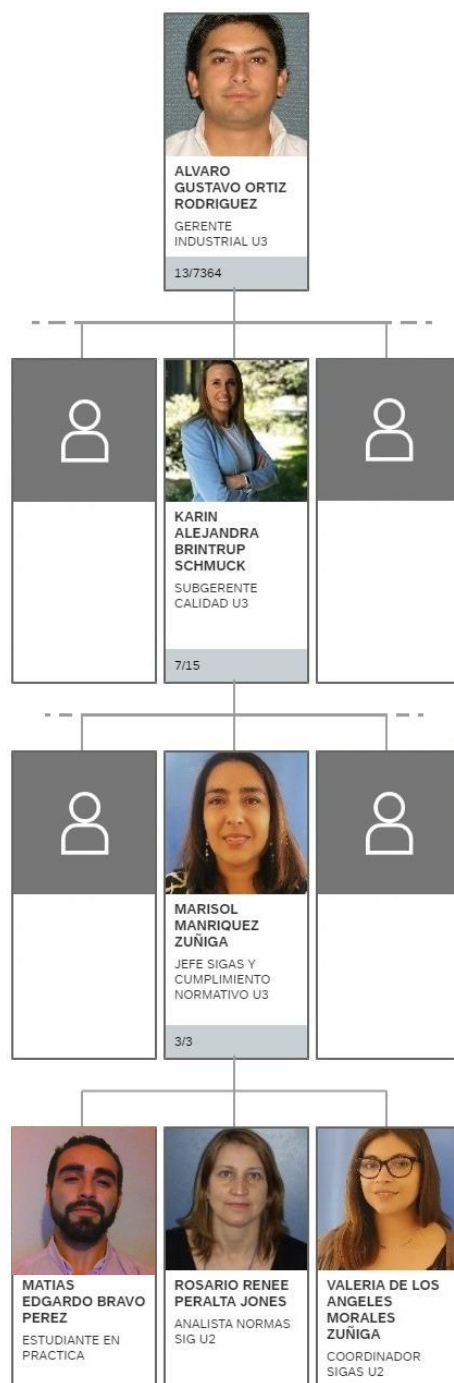 ALVARO
GUSTAVO ORTIZ
RODRIGUEZ
GERENTE
INDUSTRIAL U3
13/7364
KARIN
ALEJANDRA
BRINTRUP
SCHMUCK
SUBGERENTE
CALIDAD U3
7/15
MARISOL
MANRIQUEZ
ZUÑIGA
JEFE SIGAS Y
CUMPLIMIENTO
NORMATIVO U3
3/3
MATIAS
EDGARDO BRAVO
PEREZ
ESTUDIANTE EN
PRACTICA
ROSARIO RENEE
PERALTA JONES
ANALISTA NORMAS
SIG U2
VALERIA DE LOS
ANGELES
MORALES
ZUÑIGA
COORDINADOR
SIGAS U2